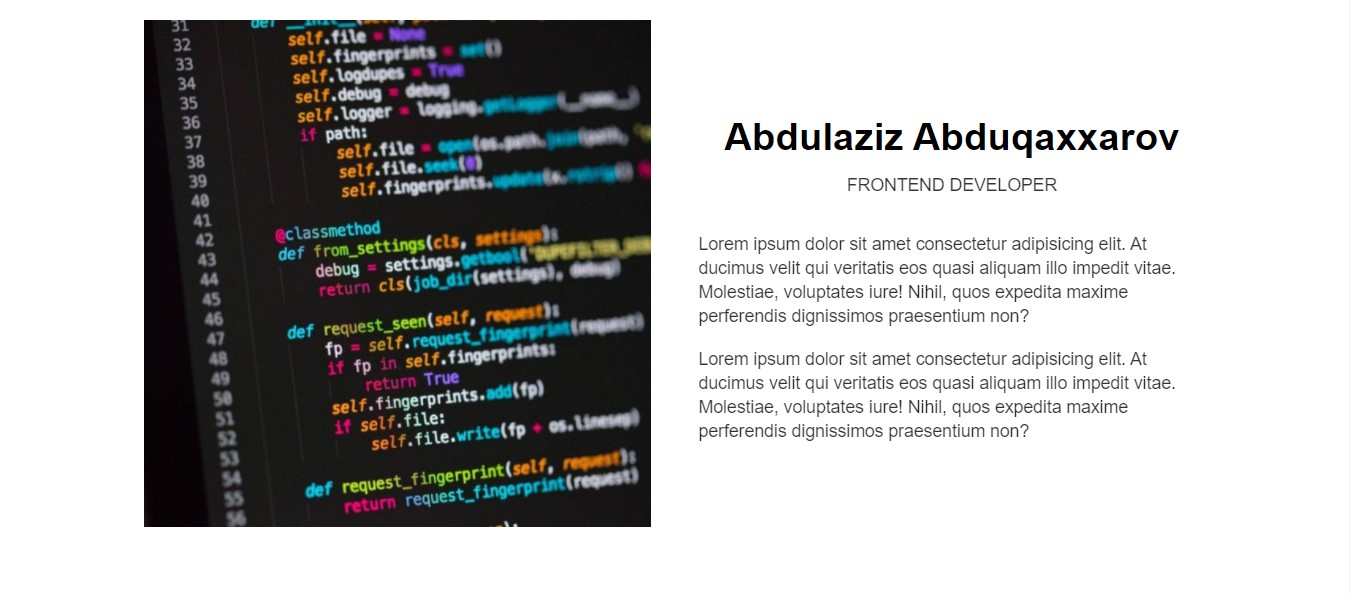 31 def __init__(self,
32 self.file = None
33 self.fingerprints = set()
34 self.logdupes = True
35 self.debug = debug
36 self.logger = logging.getLogger(__name__)
37 if path:
38 self.file = open(os.path.join(path),
39 self.file.seek(0)
40 self.fingerprints.update(x.rstrip()
41
42 @classmethod
43 def from_settings(cls, settings):
44 debug = settings.getbool(
45 return cls(job_dir(settings), debug)
46
47 def request_seen(self, request):
48 fp = self.request_fingerprint(request)
49 if fp in self.fingerprints:
50 return True
51 self.fingerprints.add(fp)
52 if self.file:
53 self.file.write(fp + os.linesep)
54
55 def request_fingerprint(self, request):
56 return request_fingerprint(request)
Abdulaziz Abduqaxxarov
FRONTEND DEVELOPER
Lorem ipsum dolor sit amet consectetur adipisicing elit. At
ducimus velit qui veritatis eos quasi aliquam illo impedit vitae.
Molestiae, voluptates iure! Nihil, quos expedita maxime
perferendis dignissimos praesentium non?
Lorem ipsum dolor sit amet consectetur adipisicing elit. At
ducimus velit qui veritatis eos quasi aliquam illo impedit vitae.
Molestiae, voluptates iure! Nihil, quos expedita maxime
perferendis dignissimos praesentium non?